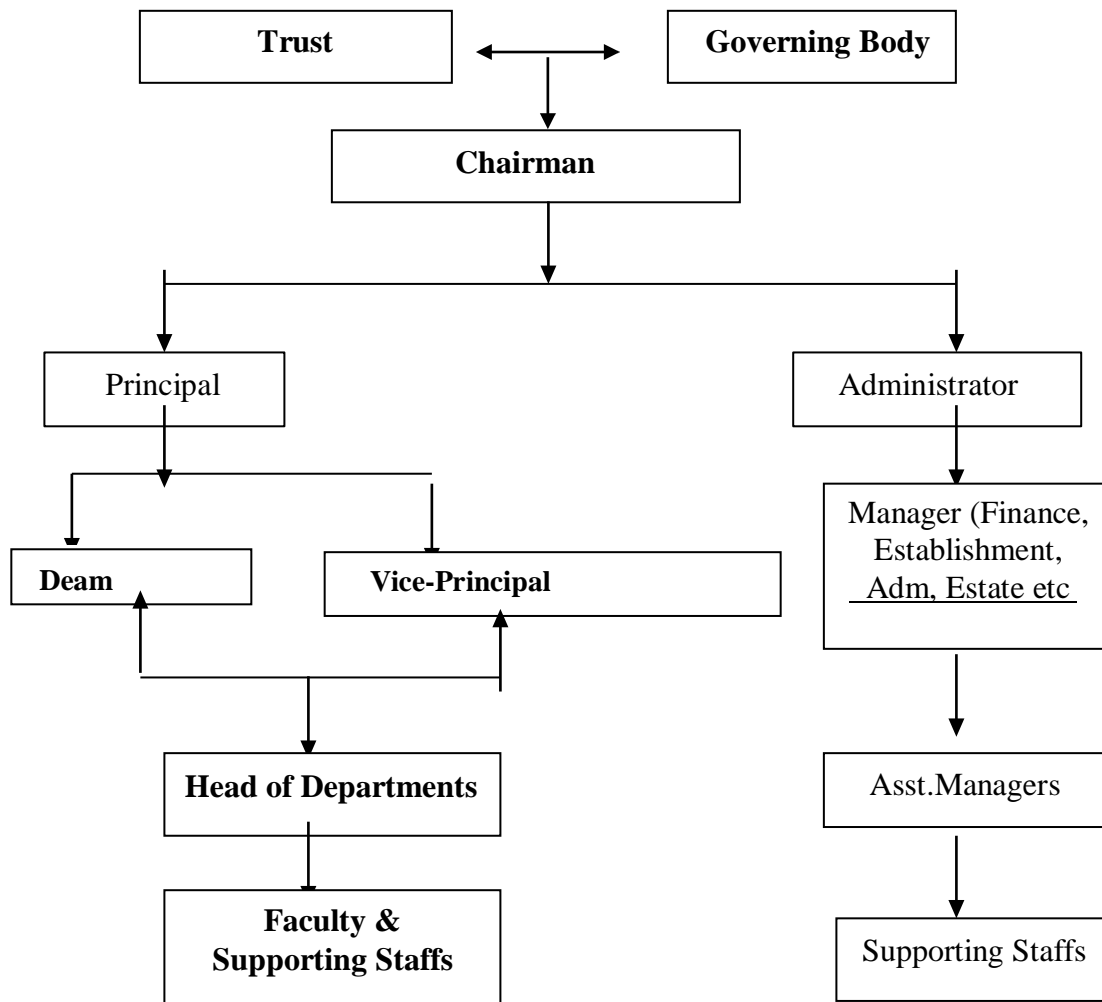 Trust
Governing Body
Chairman
Principal
Administrator
Manager (Finance,
Establishment,
Adm, Estate etc
Deam
Vice-Principal
Head of Departments
Asst.Managers
Faculty &
Supporting Staffs
Supporting Staffs